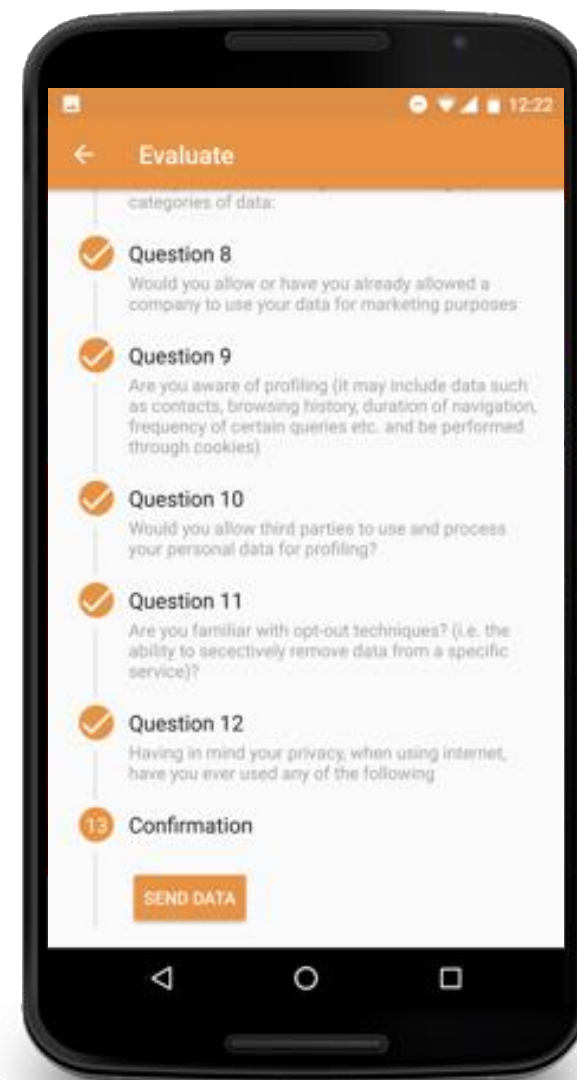 12:22
Evaluate
categories of data:
Question 8
Would you allow or have you already allowed a
company to use your data for marketing purposes
Question 9
Are you aware of profiling (it may include data such
as contacts, browsing history, duration of navigation,
frequency of certain queries etc. and be performed
through cookies)
Question 10
Would you allow third parties to use and process
your personal data for profiling?
Question 11
Are you familiar with opt-out techniques? (i.e. the
ability to secectively remove data from a specific
service)?
Question 12
Having in mind your privacy, when using internet,
have you ever used any of the following
13 Confirmation
SEND DATA